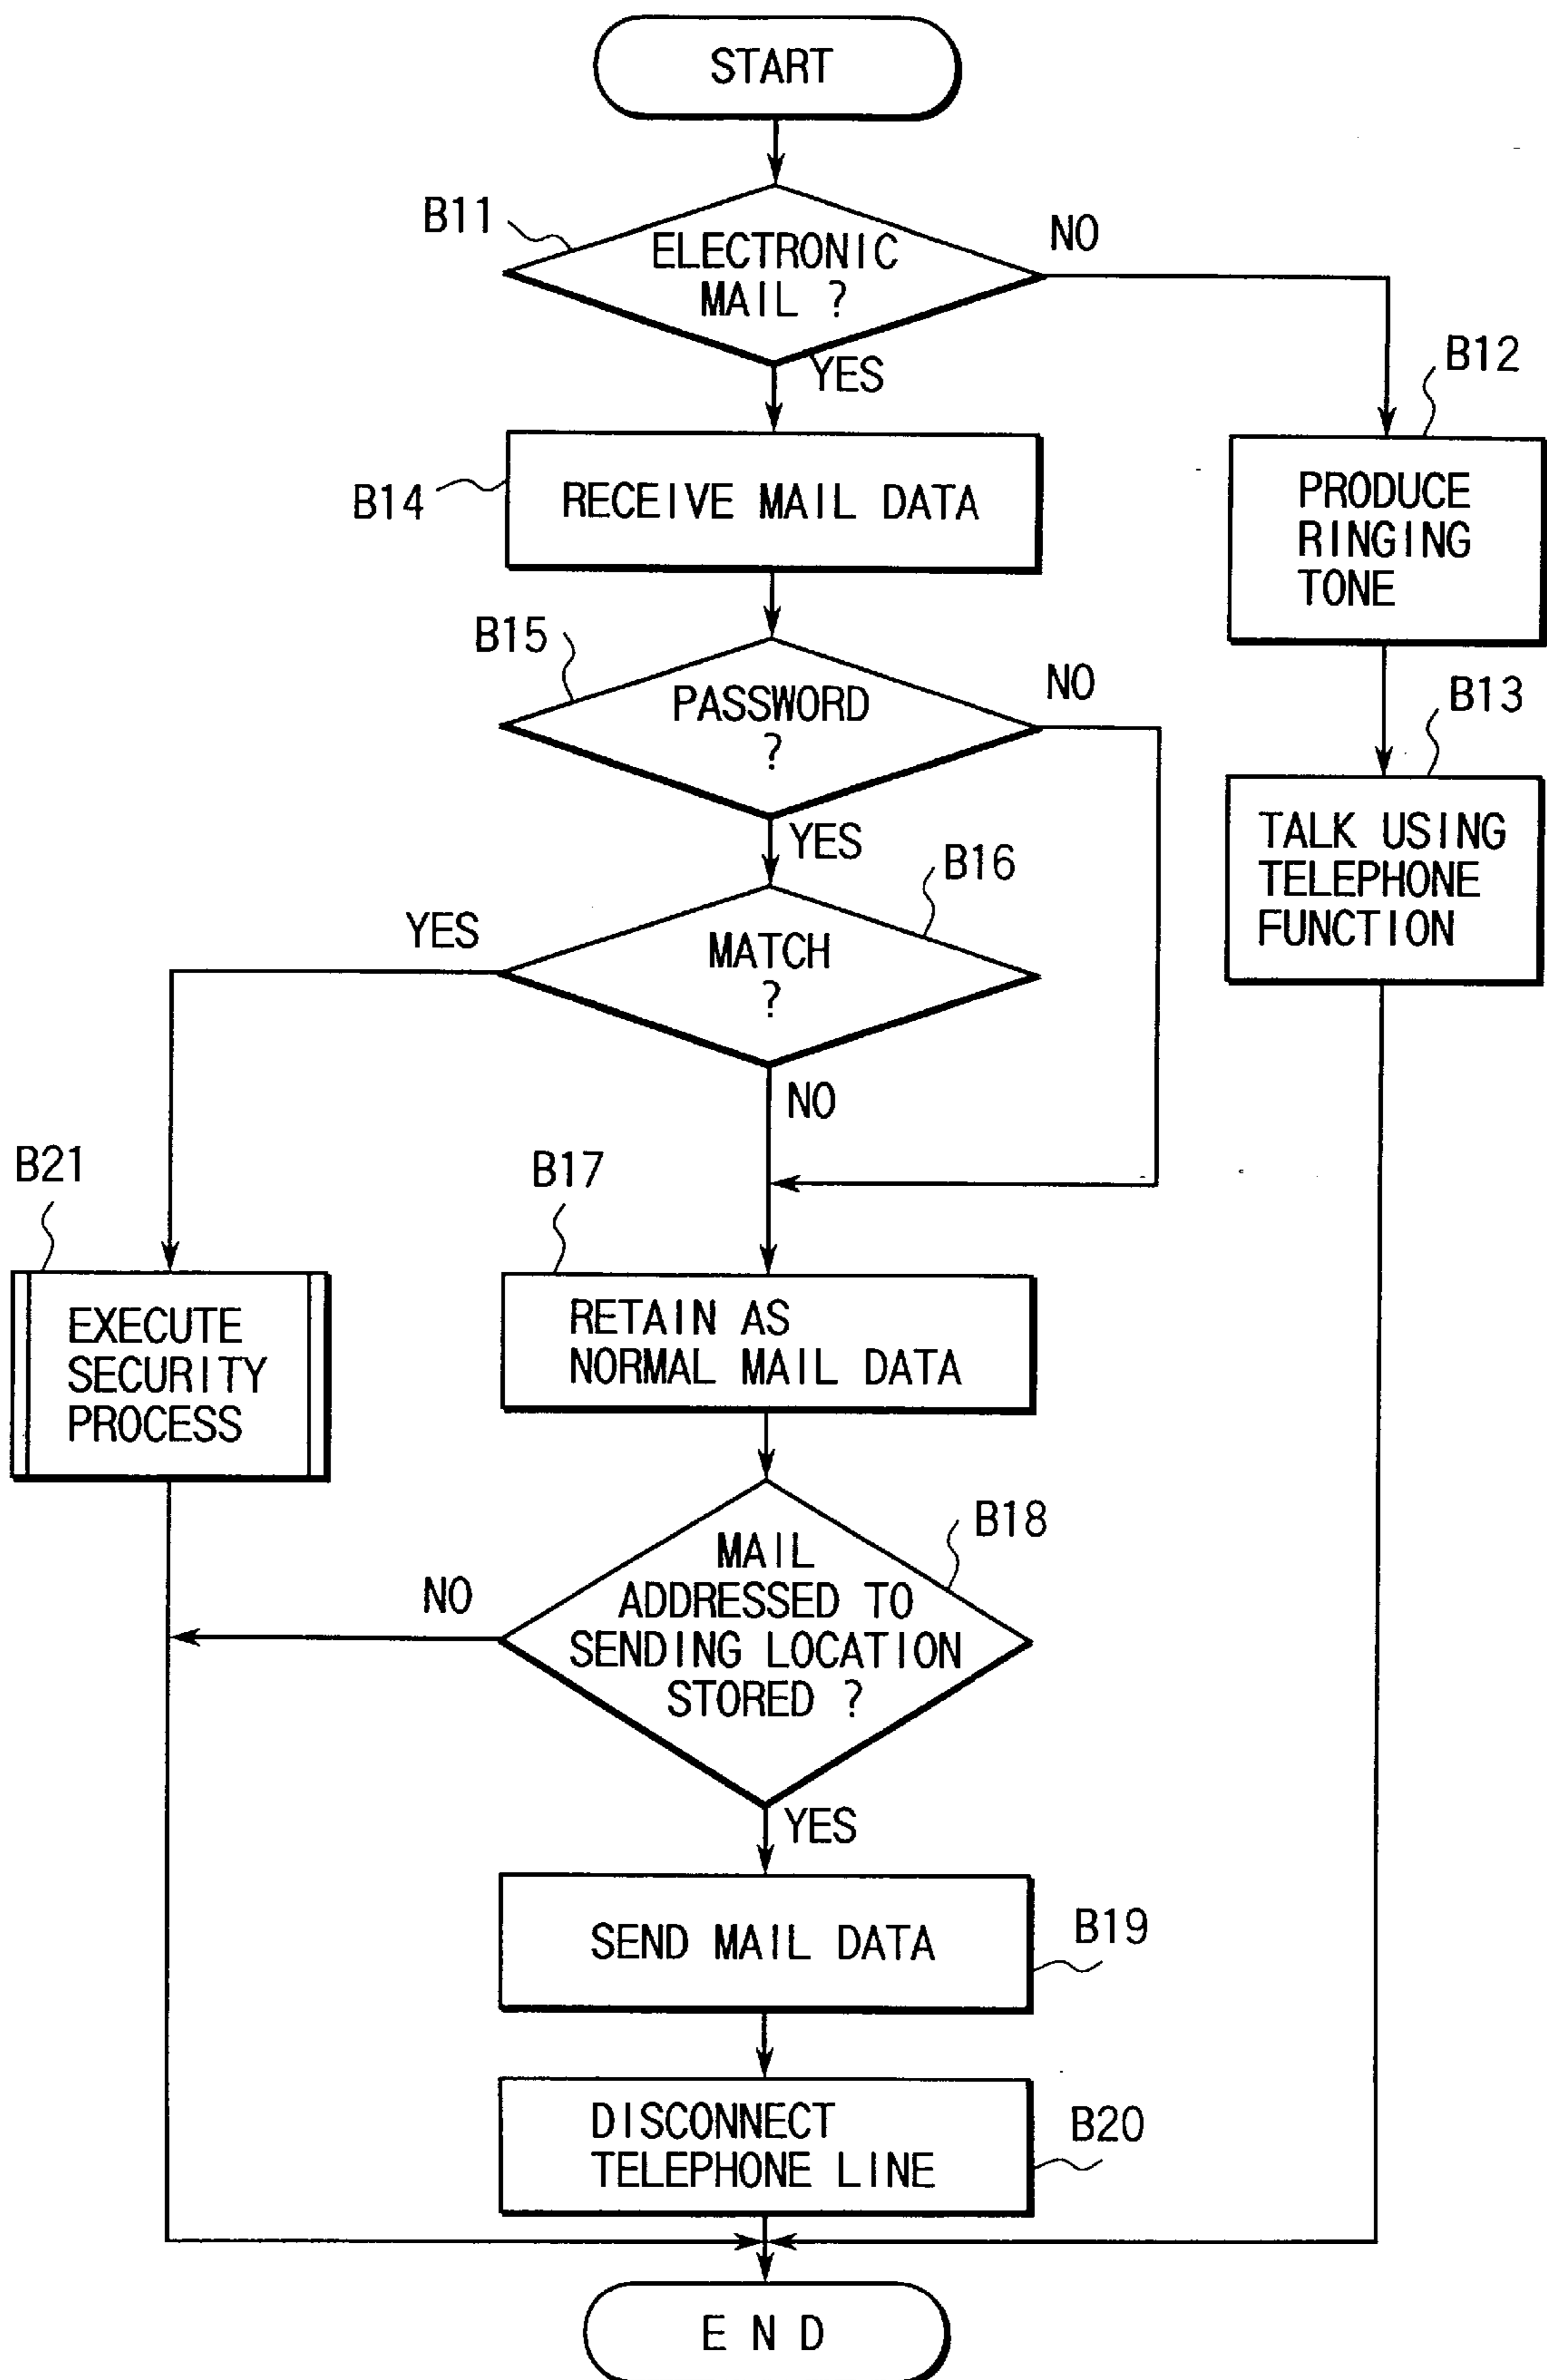 START
B11
ELECTRONIC
MAIL ?
NO
YES
B12
PRODUCE
RINGING
TONE
B14
RECEIVE MAIL DATA
B15
PASSWORD
?
NO
YES
B13
TALK USING
TELEPHONE
FUNCTION
B16
MATCH
?
YES
NO
B21
EXECUTE
SECURITY
PROCESS
B17
RETAIN AS
NORMAL MAIL DATA
B18
MAIL
ADDRESSED TO
SENDING LOCATION
STORED ?
NO
YES
SEND MAIL DATA
B19
DISCONNECT
TELEPHONE LINE
B20
END